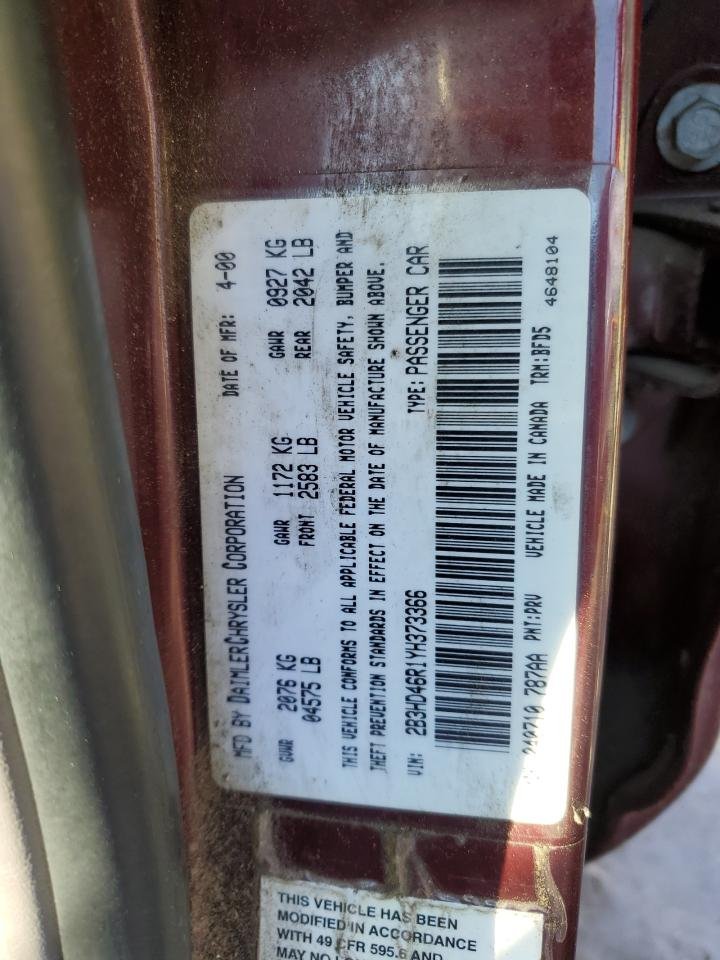 MFD BY DAIMLERCHRYSLER CORPORATION DATE OF MFR: 4-00
GVWR 2076 KG GAWR 1172 KG GAWR 0927 KG
04575 LB FRONT 2583 LB REAR 2042 LB
THIS VEHICLE CONFORMS TO ALL APPLICABLE FEDERAL MOTOR VEHICLE SAFETY, BUMPER AND
THEFT PREVENTION STANDARDS IN EFFECT ON THE DATE OF MANUFACTURE SHOWN ABOVE.
VIN: 2B3HD46R1YH373366 TYPE: PASSENGER CAR
787AA PNT:PRV VEHICLE MADE IN CANADA TRM:BFD5
4648104
THIS VEHICLE HAS BEEN
MODIFIED IN ACCORDANCE
WITH 49 CFR 595.6 AND
MAY NO